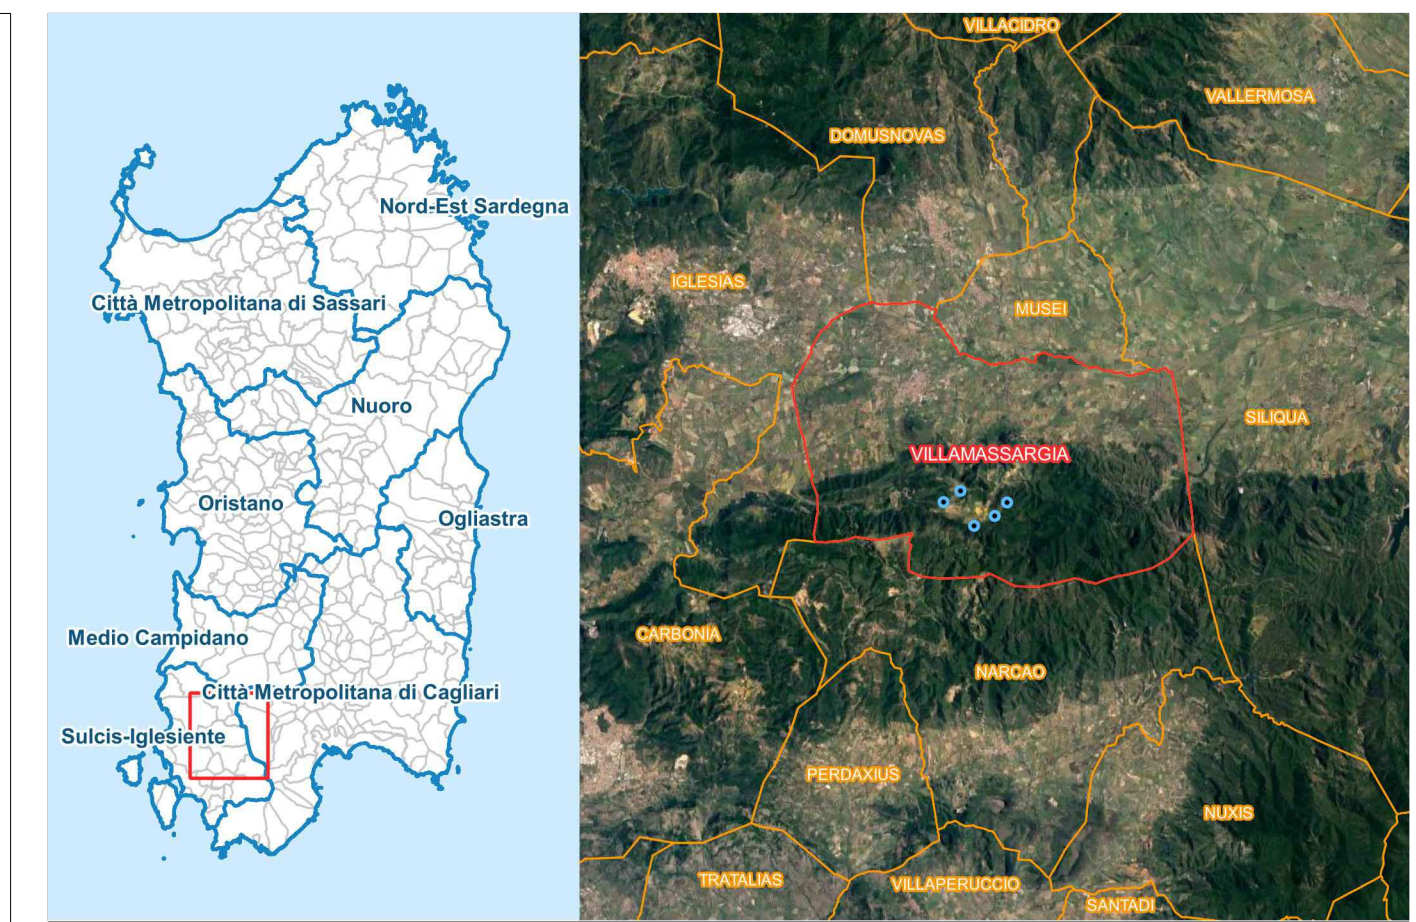 Nord-Est Sardegna
Città Metropolitana di Sassari
Nuoro
Oristano
Ogliastra
Medio Campidano
Città Metropolitana di Cagliari
Sulcis-Iglesiente
VILLACIDRO
VALLERMOSA
DOMUSNOVAS
IGLESIAS
MUSEI
SILIQUA
VILLAMASSARGIA
CARBONIA
NARCAO
PERDAXIUS
NUXIS
TRATALIAS
VILLAPERUCCIO
SANTADI